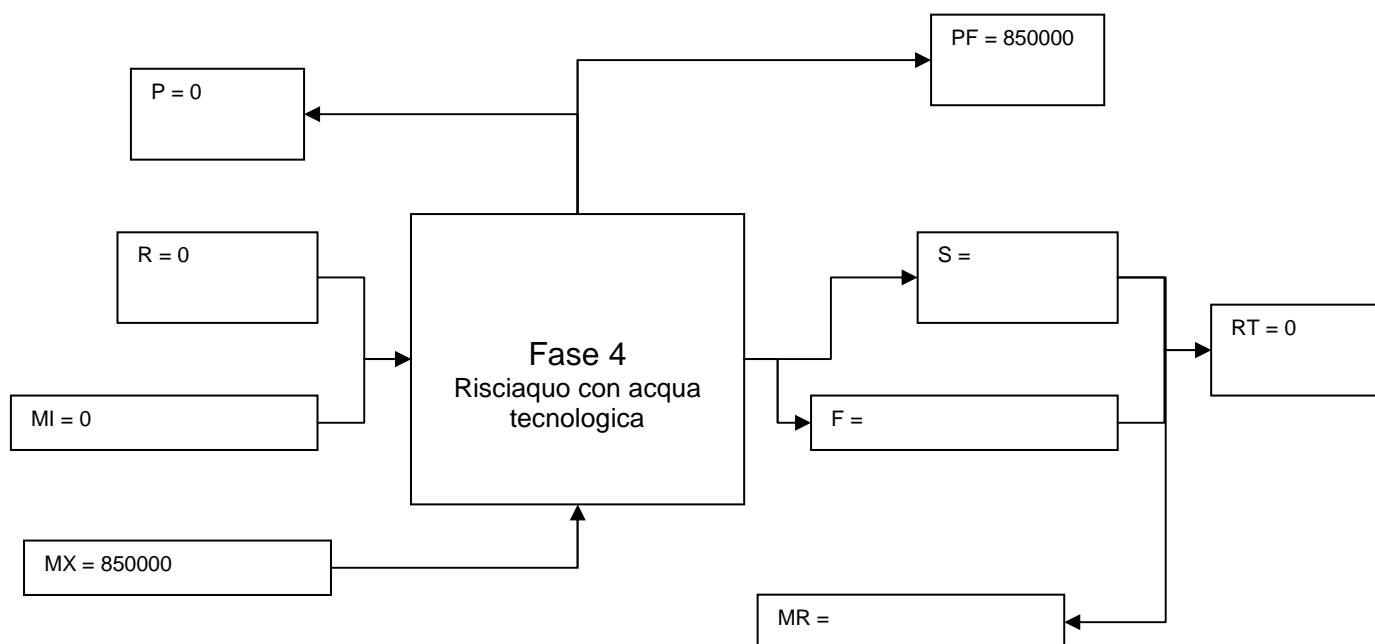 PF = 850000
P = 0
R = 0
S =
RT = 0
Fase 4
Risciaquo con acqua
tecnologica
MI = 0
F =
MX = 850000
MR =